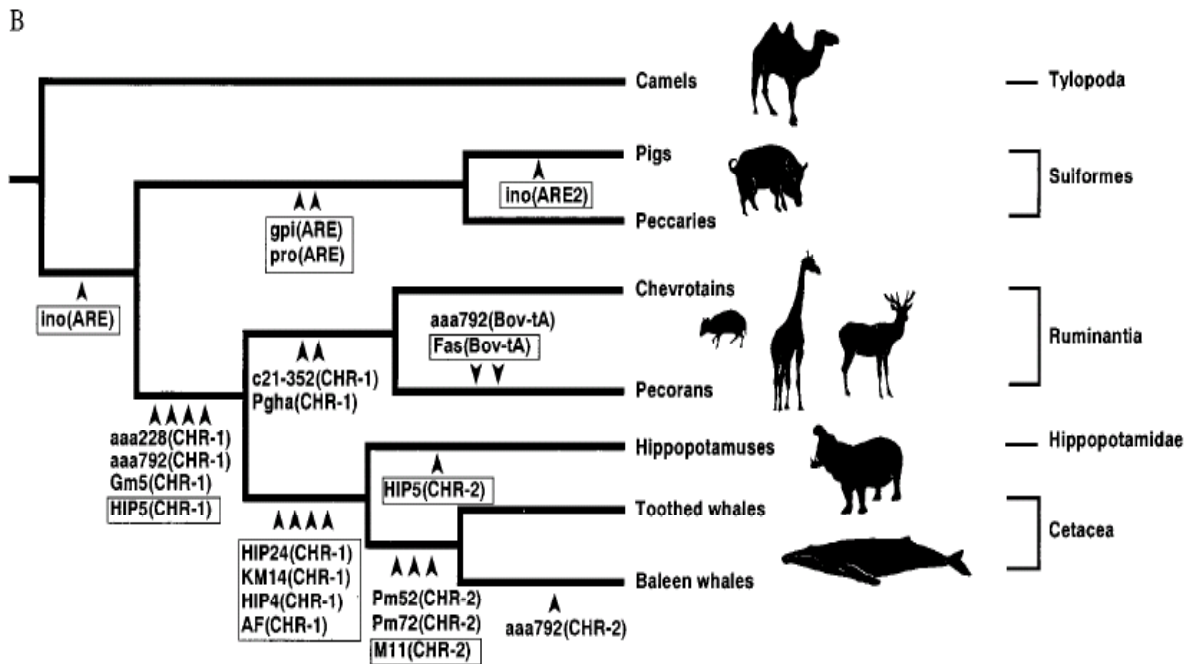 B
Camels
Tylopoda
Pigs
ino(ARE2)
Suiformes
gpi(ARE)
pro(ARE)
Peccaries
ino(ARE)
Chevrotains
aaa792(Bov-tA)
Fas(Bov-tA)
Ruminantia
c21-352(CHR-1)
Pgha(CHR-1)
Pecorans
aaa228(CHR-1)
aaa792(CHR-1)
Gm5(CHR-1)
HIP5(CHR-1)
Hippopotamuses
Hippopotamidae
HIP5(CHR-2)
Toothed whales
Cetacea
HIP24(CHR-1)
KM14(CHR-1)
HIP4(CHR-1)
AF(CHR-1)
Baleen whales
Pm52(CHR-2)
Pm72(CHR-2)
M11(CHR-2)
aaa792(CHR-2)